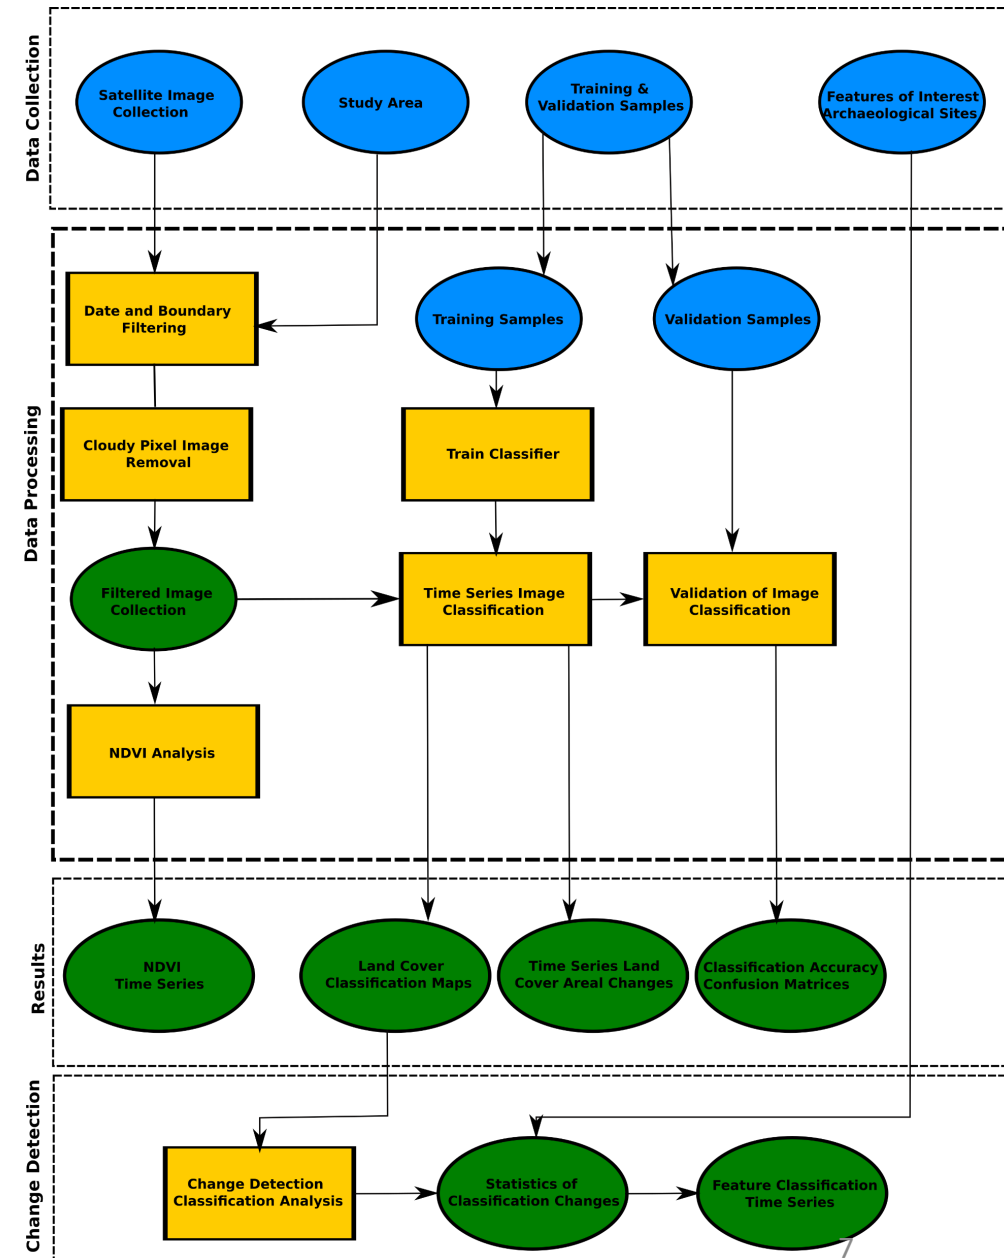 Data Collection
Satellite Image
Collection
Study Area
Training &
Validation Samples
Features of Interest
Archaeological Sites
Data Processing
Date and Boundary
Filtering
Training Samples
Validation Samples
Cloudy Pixel Image
Removal
Train Classifier
Filtered Image
Collection
Time Series Image
Classification
Validation of Image
Classification
NDVI Analysis
Results
NDVI
Time Series
Land Cover
Classification Maps
Time Series Land
Cover Areal Changes
Classification Accuracy
Confusion Matrices
Change Detection
Change Detection
Classification Analysis
Statistics of
Classification Changes
Feature Classification
Time Series
7